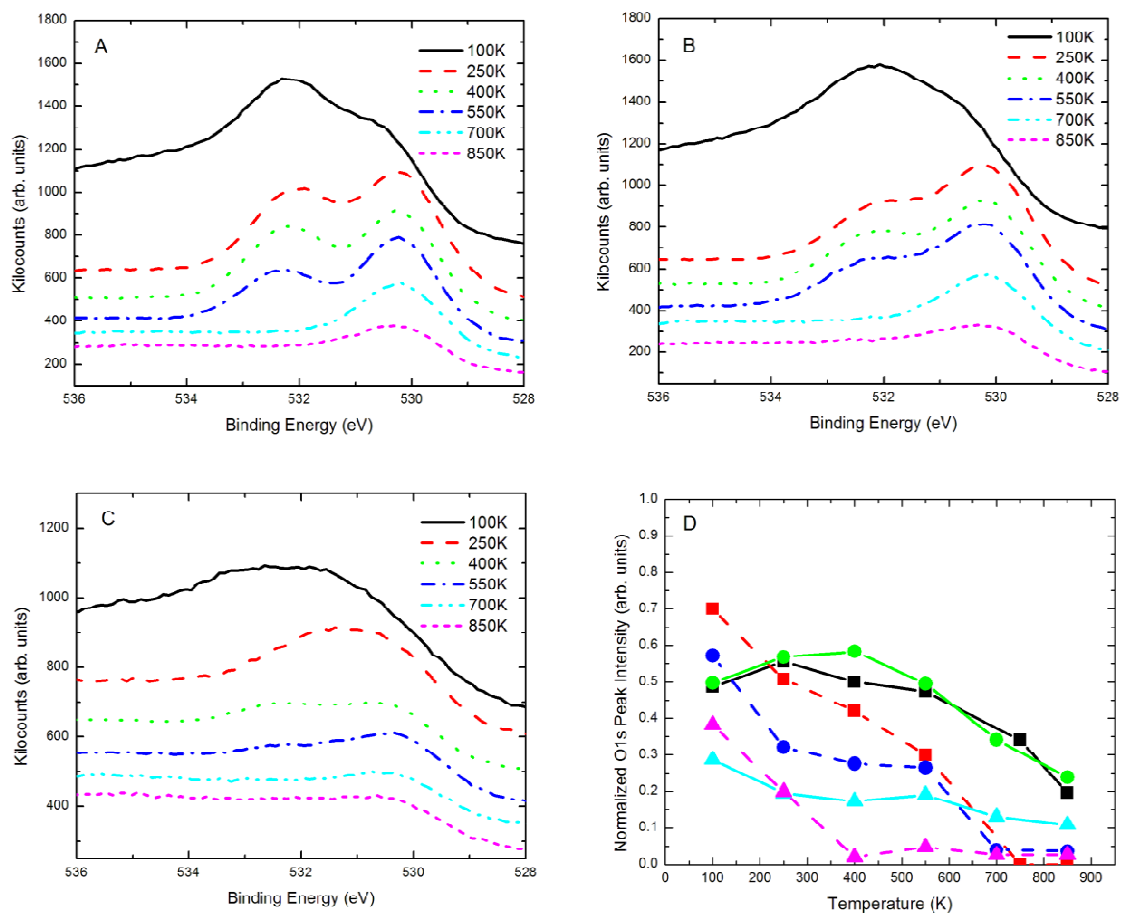 A
B
1800
1600
1400
1200
1000
800
600
400
200
Kilocounts (arb. units)
536
534
532
530
528
Binding Energy (eV)
100K
250K
400K
550K
700K
850K
1800
1600
1400
1200
1000
800
600
400
200
Kilocounts (arb. units)
536
534
532
530
528
Binding Energy (eV)
100K
250K
400K
550K
700K
850K
C
1200
1000
800
600
400
Kilocounts (arb. units)
536
534
532
530
528
Binding Energy (eV)
100K
250K
400K
550K
700K
850K
D
1.0
0.9
0.8
0.7
0.6
0.5
0.4
0.3
0.2
0.1
0.0
Normalized O1s Peak Intensity (arb. units)
0 100 200 300 400 500 600 700 800 900
Temperature (K)